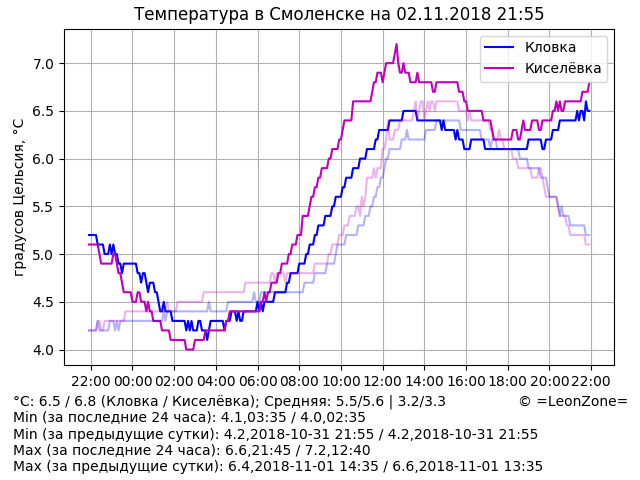 Температура в Смоленске на 02.11.2018 21:55
Кловка
Киселёвка
градусов Цельсия, °C
7.0
6.5
6.0
5.5
5.0
4.5
4.0
22:00 00:00 02:00 04:00 06:00 08:00 10:00 12:00 14:00 16:00 18:00 20:00 22:00
°C: 6.5 / 6.8 (Кловка / Киселёвка); Средняя: 5.5/5.6 | 3.2/3.3 © =LeonZone=
Min (за последние 24 часа): 4.1,03:35 / 4.0,02:35
Min (за предыдущие сутки): 4.2,2018-10-31 21:55 / 4.2,2018-10-31 21:55
Max (за последние 24 часа): 6.6,21:45 / 7.2,12:40
Max (за предыдущие сутки): 6.4,2018-11-01 14:35 / 6.6,2018-11-01 13:35